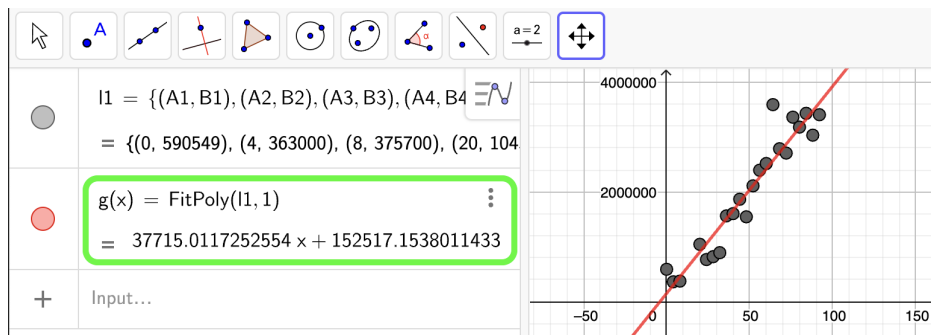 A
α
a = 2
l1 = {(A1, B1), (A2, B2), (A3, B3), (A4, B4
= {(0, 590549), (4, 363000), (8, 375700), (20, 104
g(x) = FitPoly(l1, 1)
= 37715.0117252554 x + 152517.1538011433
+ Input...
4000000
2000000
−50
0
50
100
150